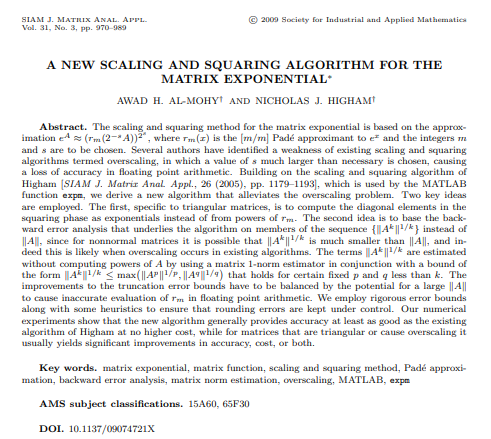 SIAM J. MATRIX ANAL. APPL.
Vol. 31, No. 3, pp. 970–989
© 2009 Society for Industrial and Applied Mathematics
A NEW SCALING AND SQUARING ALGORITHM FOR THE
MATRIX EXPONENTIAL*
AWAD H. AL-MOHY† AND NICHOLAS J. HIGHAM†
Abstract. The scaling and squaring method for the matrix exponential is based on the approx-
imation e^A ≈ (r_m(2^{-s}A))^{2^s}, where r_m(x) is the [m/m] Padé approximant to e^x and the integers m
and s are to be chosen. Several authors have identified a weakness of existing scaling and squaring
algorithms termed overscaling, in which a value of s much larger than necessary is chosen, causing
a loss of accuracy in floating point arithmetic. Building on the scaling and squaring algorithm of
Higham [SIAM J. Matrix Anal. Appl., 26 (2005), pp. 1179–1193], which is used by the MATLAB
function expm, we derive a new algorithm that alleviates the overscaling problem. Two key ideas
are employed. The first, specific to triangular matrices, is to compute the diagonal elements in the
squaring phase as exponentials instead of from powers of r_m. The second idea is to base the back-
ward error analysis that underlies the algorithm on members of the sequence {‖A^k‖^{1/k}} instead of
‖A‖, since for nonnormal matrices it is possible that ‖A^k‖^{1/k} is much smaller than ‖A‖, and in-
deed this is likely when overscaling occurs in existing algorithms. The terms ‖A^k‖^{1/k} are estimated
without computing powers of A by using a matrix 1-norm estimator in conjunction with a bound of
the form ‖A^k‖^{1/k} ≤ max(‖A^p‖^{1/p}, ‖A^q‖^{1/q}) that holds for certain fixed p and q less than k. The
improvements to the truncation error bounds have to be balanced by the potential for a large ‖A‖
to cause inaccurate evaluation of r_m in floating point arithmetic. We employ rigorous error bounds
along with some heuristics to ensure that rounding errors are kept under control. Our numerical
experiments show that the new algorithm generally provides accuracy at least as good as the existing
algorithm of Higham at no higher cost, while for matrices that are triangular or cause overscaling it
usually yields significant improvements in accuracy, cost, or both.
Key words. matrix exponential, matrix function, scaling and squaring method, Padé approxi-
mation, backward error analysis, matrix norm estimation, overscaling, MATLAB, expm
AMS subject classifications. 15A60, 65F30
DOI. 10.1137/09074721X